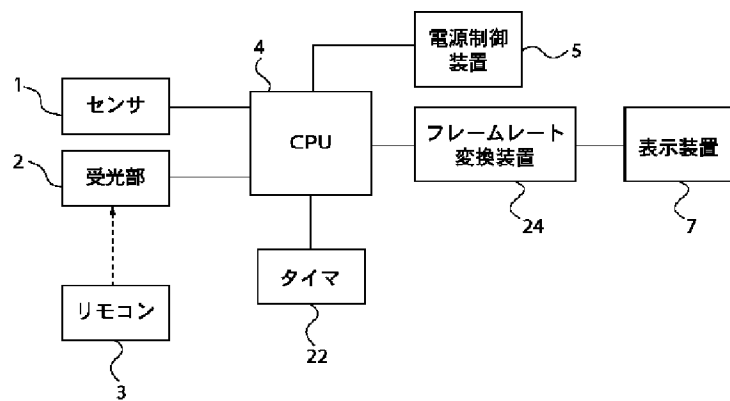 電源制御
装置
5
4
1
センサ
CPU
フレームレート
変換装置
表示装置
2
受光部
24
7
タイマ
22
リモコン
3